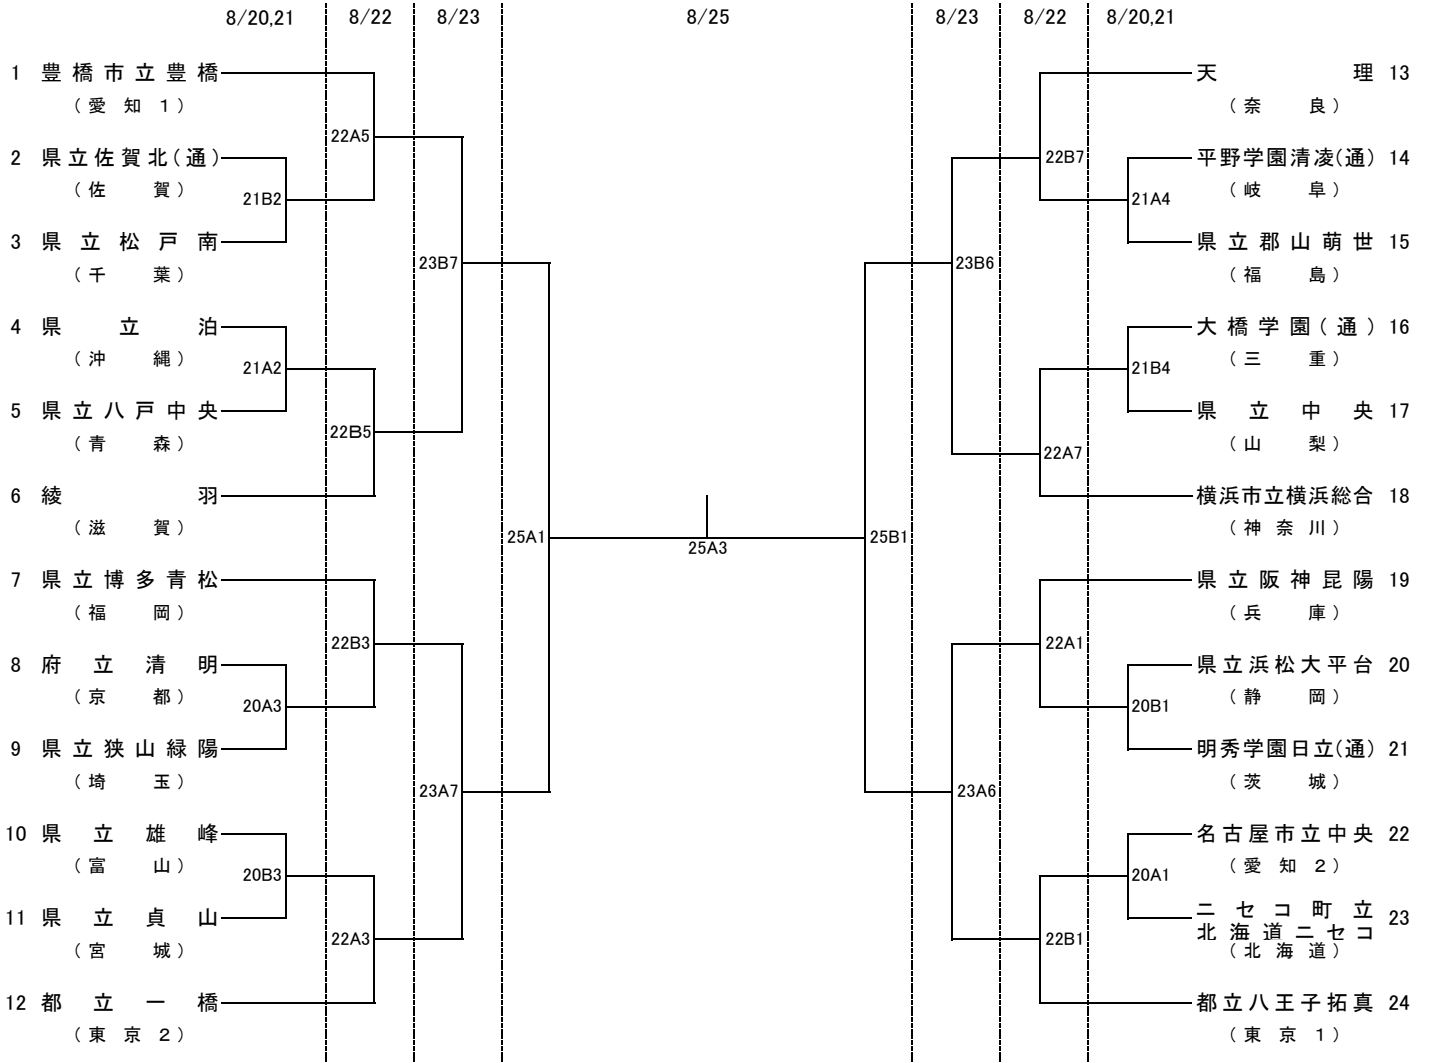 8/20,21 8/22 8/23 8/25 8/23 8/22 8/20,21
1 豊橋市立豊橋
(愛知1)
22A5
2 県立佐賀北(通)
(佐賀)
21B2
3 県立松戸南
(千葉)
23B7
4 県立泊
(沖縄)
21A2
5 県立八戸中央
(青森)
22B5
6 綾羽
(滋賀)
25A1
7 県立博多青松
(福岡)
22B3
8 府立清明
(京都)
20A3
9 県立狭山緑陽
(埼玉)
23A7
10 県立雄峰
(富山)
20B3
11 県立貞山
(宮城)
22A3
12 都立一橋
(東京2)
25A3
天理 13
(奈良)
22B7
平野学園清凌(通) 14
(岐阜)
21A4
県立郡山萌世 15
(福島)
23B6
大橋学園(通) 16
(三重)
21B4
県立中央 17
(山梨)
22A7
横浜市立横浜総合 18
(神奈川)
25B1
県立阪神昆陽 19
(兵庫)
22A1
県立浜松大平台 20
(静岡)
20B1
明秀学園日立(通) 21
(茨城)
23A6
名古屋市立中央 22
(愛知2)
20A1
ニセコ町立
北海道ニセコ 23
(北海道)
22B1
都立八王子拓真 24
(東京1)